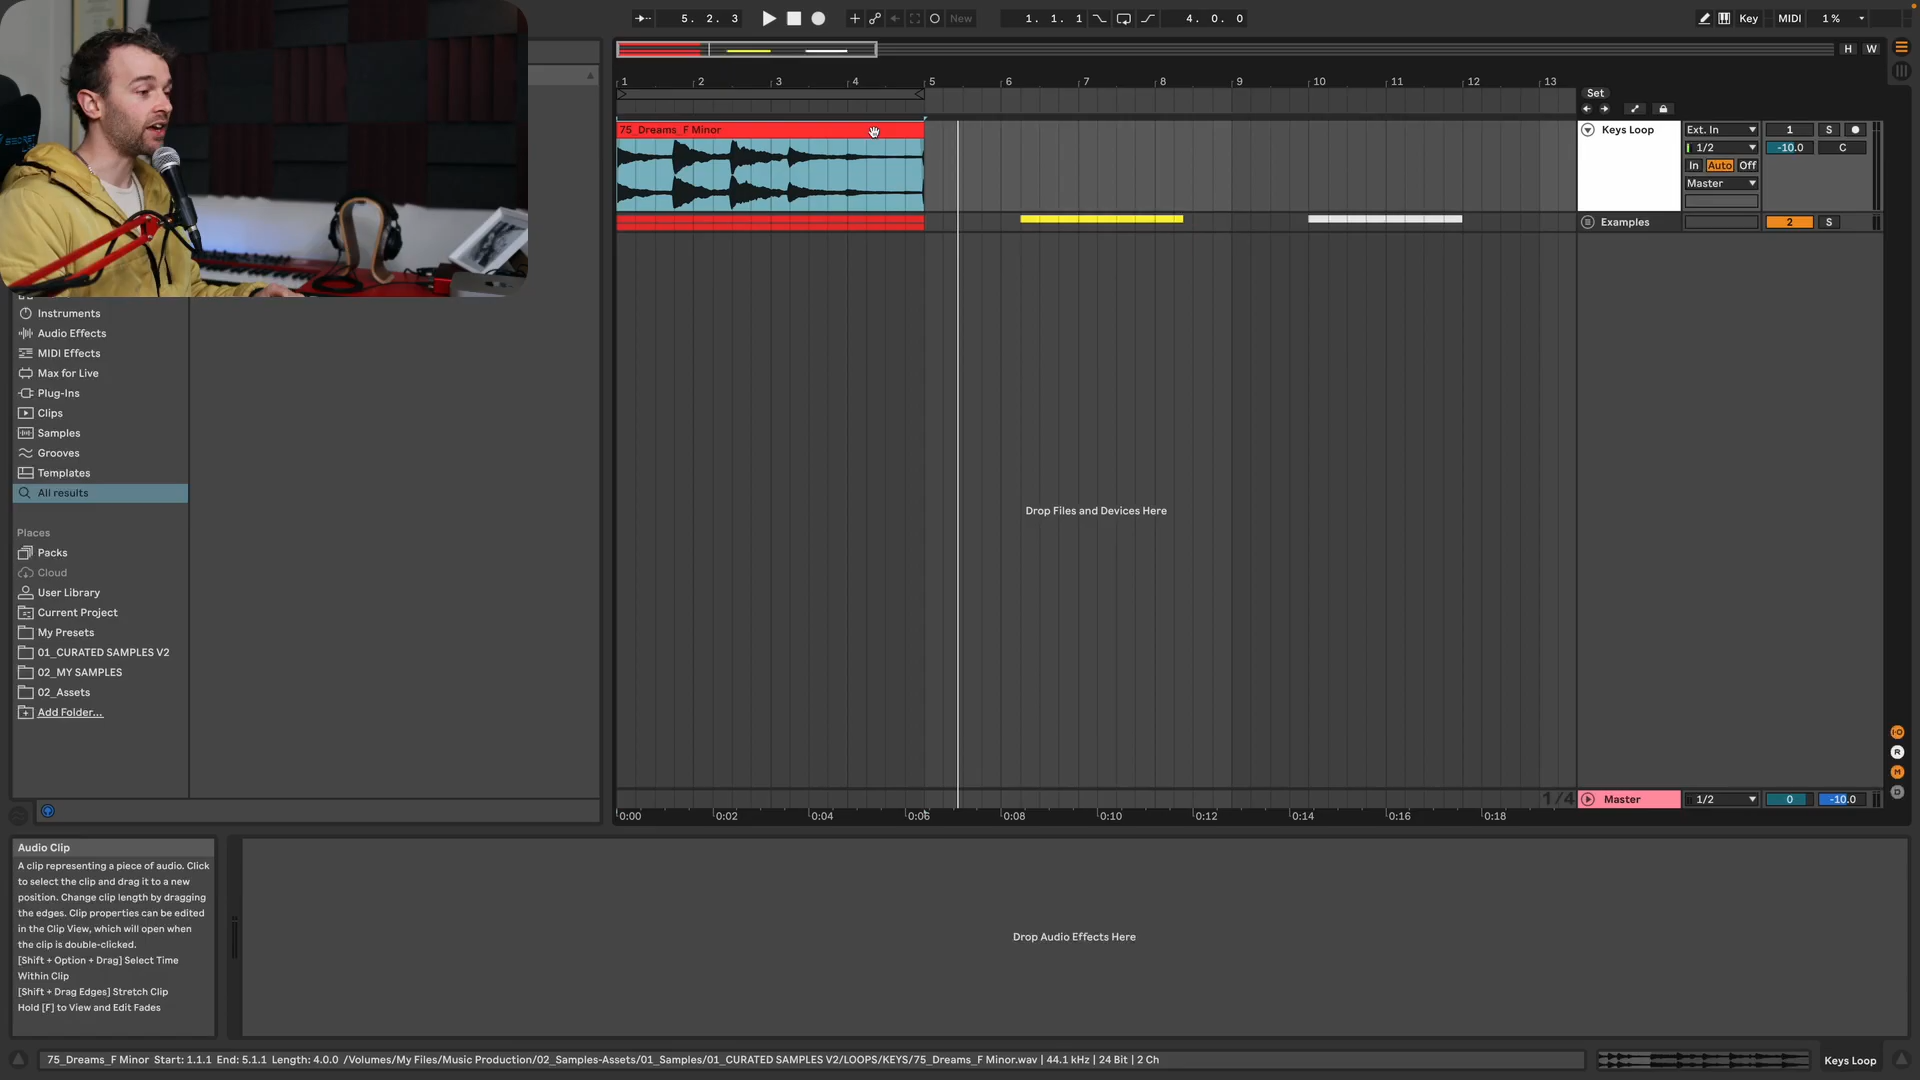 5. 2. 3
New
1. 1. 1
4. 0. 0
Key
MIDI
1 %
H
W
1 2 3 4 5 6 7 8 9 10 11 12 13
Set
75_Dreams_F Minor
Keys Loop
Ext. In
1
S
1/2
-10.0
C
In
Auto
Off
Master
Examples
2
S
Instruments
Audio Effects
MIDI Effects
Max for Live
Plug-Ins
Clips
Samples
Grooves
Templates
All results
Places
Packs
Cloud
User Library
Current Project
My Presets
01_CURATED SAMPLES V2
02_MY SAMPLES
02_Assets
Add Folder...
Drop Files and Devices Here
1/4
Master
1/2
0
-10.0
I·O
R
M
D
0:00 0:02 0:04 0:06 0:08 0:10 0:12 0:14 0:16 0:18
Audio Clip
A clip representing a piece of audio. Click
to select the clip and drag it to a new
position. Change clip length by dragging
the edges. Clip properties can be edited
in the Clip View, which will open when
the clip is double-clicked.
[Shift + Option + Drag] Select Time
Within Clip
[Shift + Drag Edges] Stretch Clip
Hold [F] to View and Edit Fades
Drop Audio Effects Here
75_Dreams_F Minor Start: 1.1.1 End: 5.1.1 Length: 4.0.0 /Volumes/My Files/Music Production/02_Samples-Assets/01_Samples/01_CURATED SAMPLES V2/LOOPS/KEYS/75_Dreams_F Minor.wav | 44.1 kHz | 24 Bit | 2 Ch
Keys Loop